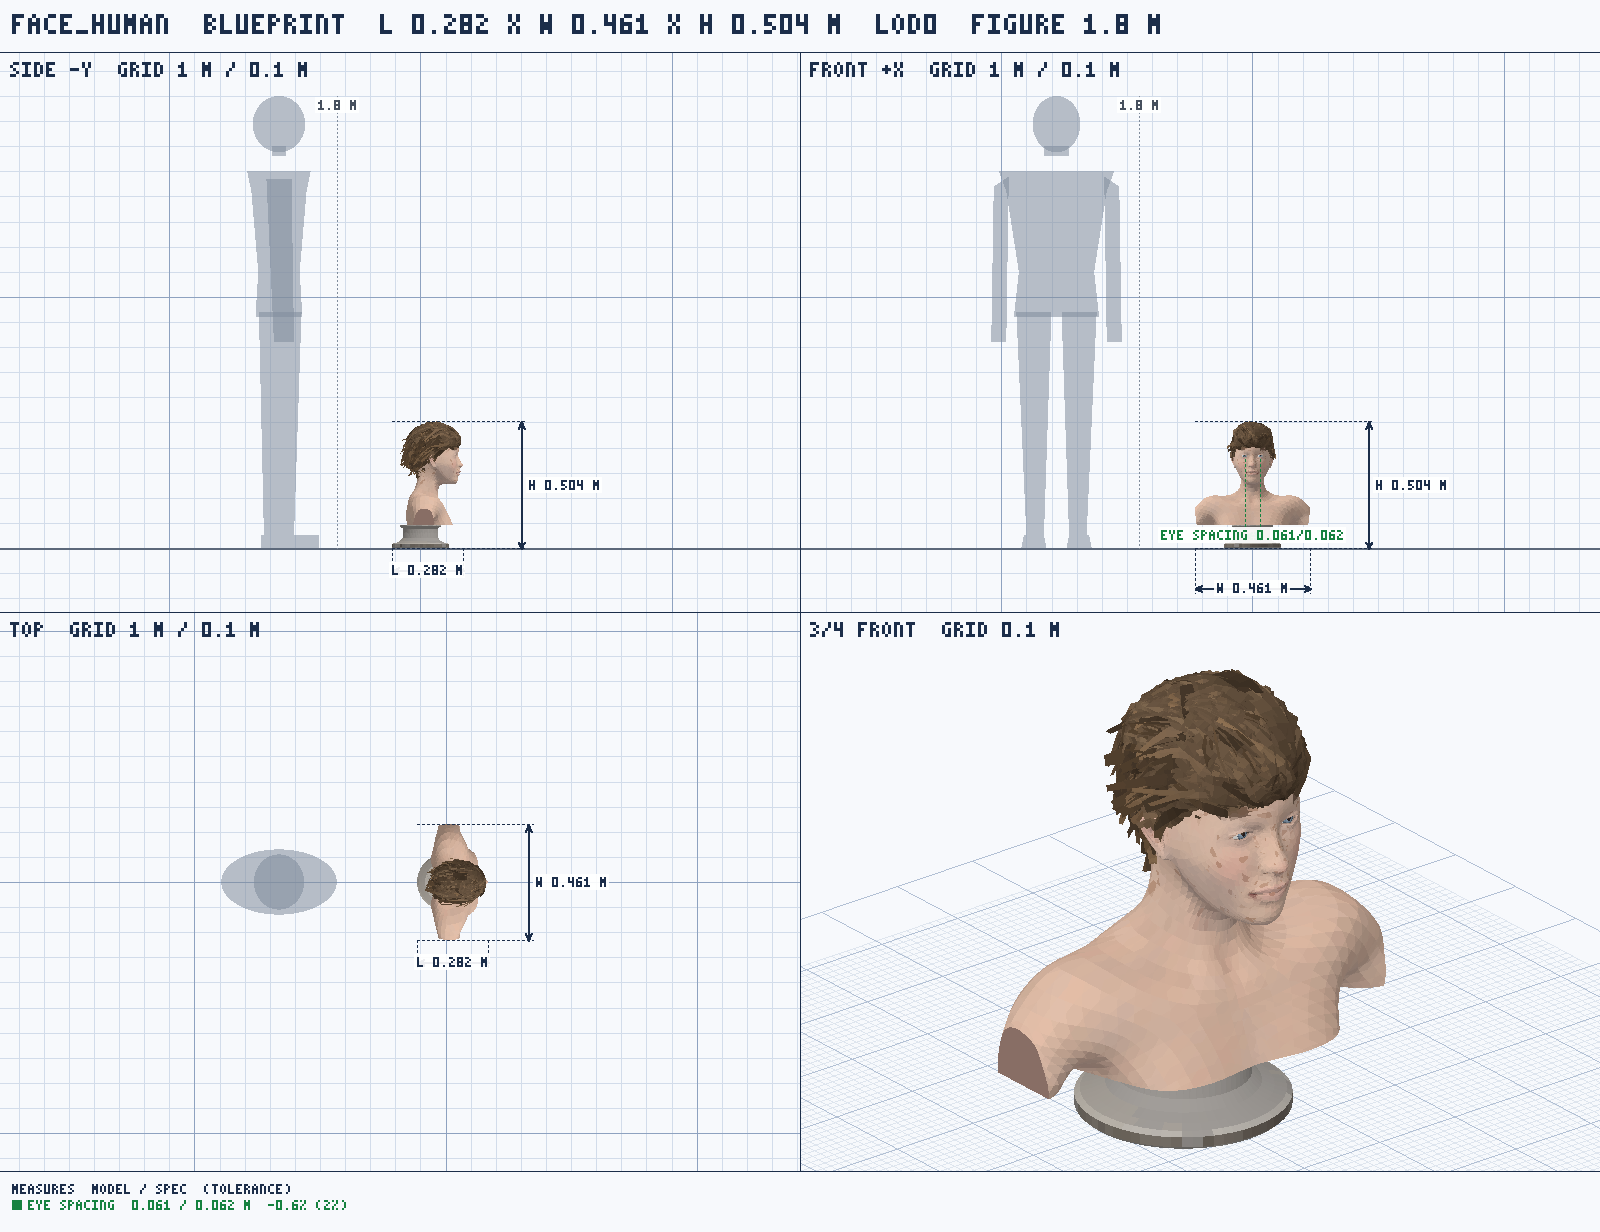 FACE_HUMAN BLUEPRINT L 0.282 X W 0.461 X H 0.504 M LOD0 FIGURE 1.8 M
SIDE -Y GRID 1 M / 0.1 M
1.8 M
H 0.504 M
L 0.282 M
FRONT +X GRID 1 M / 0.1 M
1.8 M
H 0.504 M
EYE SPACING 0.061/0.062
W 0.461 M
TOP GRID 1 M / 0.1 M
W 0.461 M
L 0.282 M
3/4 FRONT GRID 0.1 M
MEASURES MODEL / SPEC (TOLERANCE)
EYE SPACING 0.061 / 0.062 M -0.6% (2%)